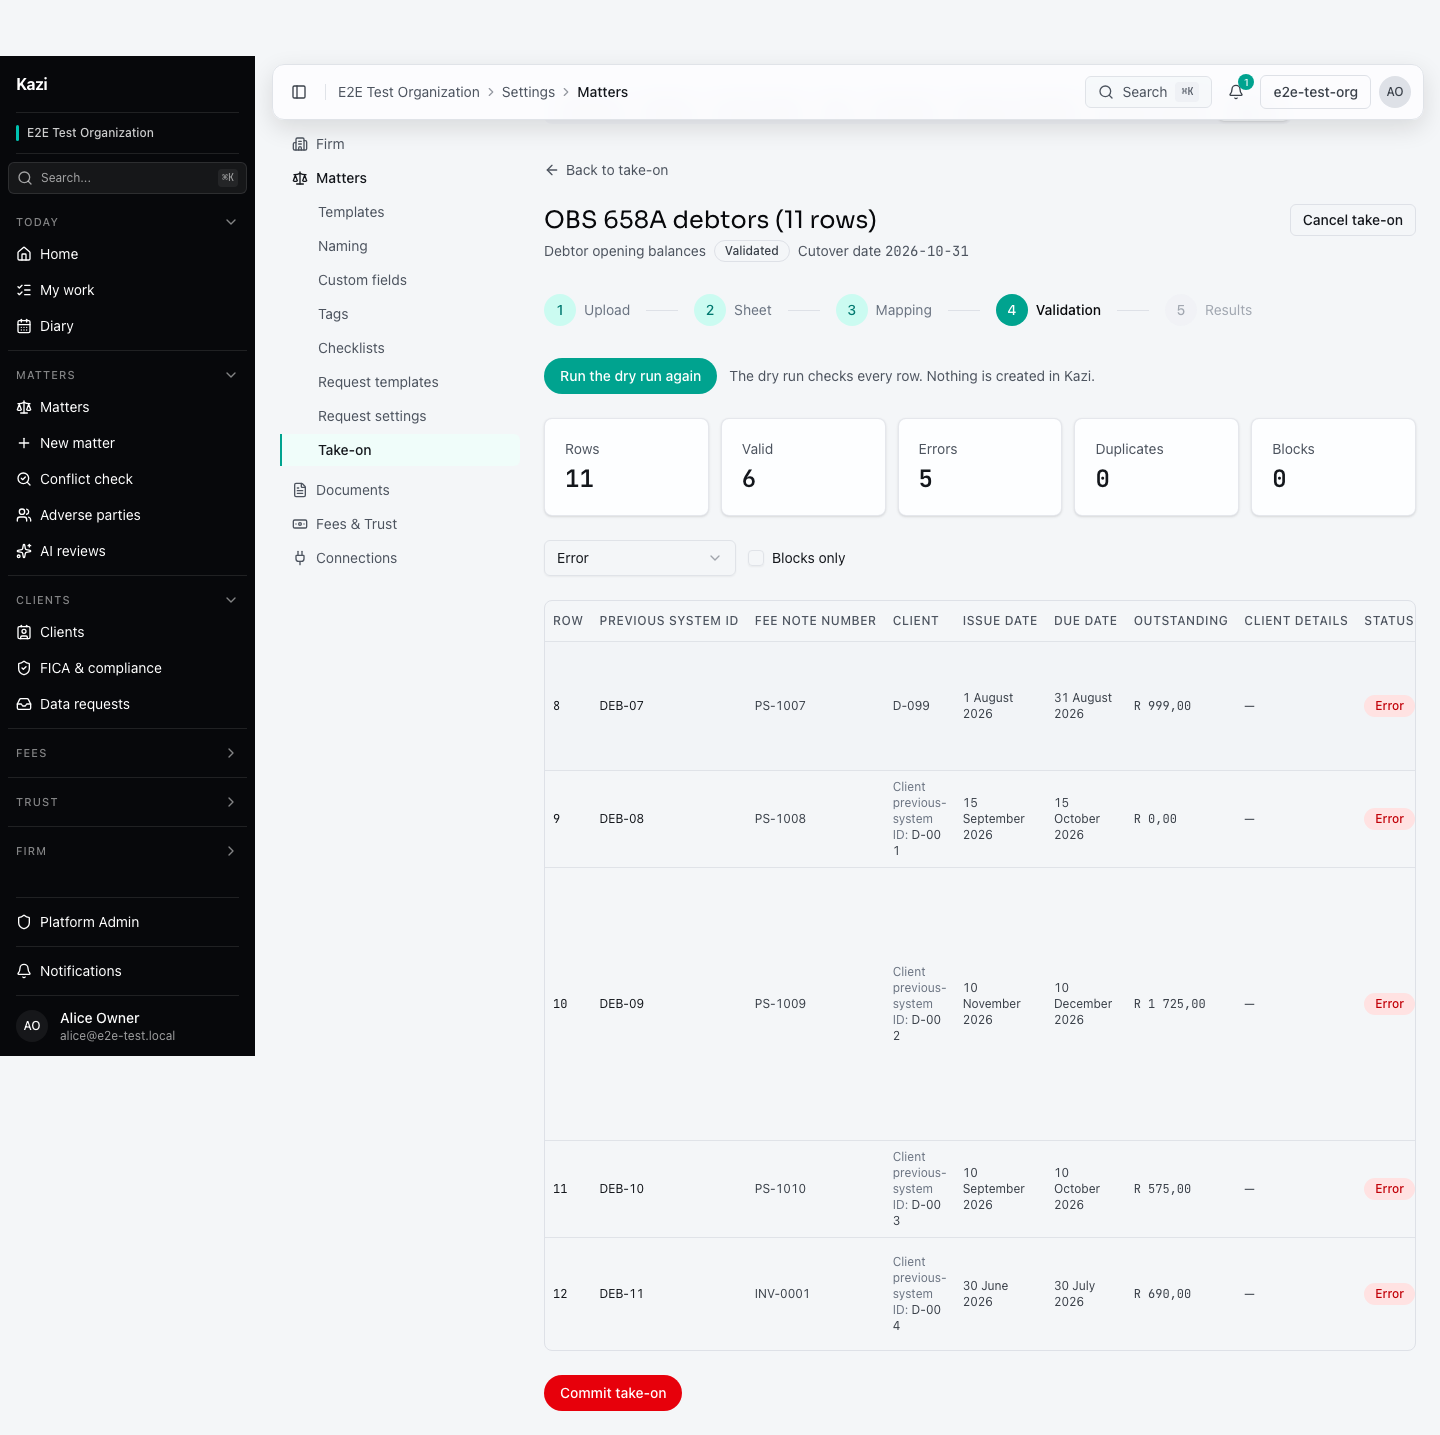 Kazi
E2E Test Organization
Search... ⌘K
TODAY
Home
My work
Diary
MATTERS
Matters
New matter
Conflict check
Adverse parties
AI reviews
CLIENTS
Clients
FICA & compliance
Data requests
FEES
TRUST
FIRM
Platform Admin
Notifications
AO
Alice Owner
alice@e2e-test.local
E2E Test Organization > Settings > Matters
Search ⌘K
1
e2e-test-org
AO
Firm
Matters
Templates
Naming
Custom fields
Tags
Checklists
Request templates
Request settings
Take-on
Documents
Fees & Trust
Connections
Back to take-on
OBS 658A debtors (11 rows)
Cancel take-on
Debtor opening balances Validated Cutover date 2026-10-31
1 Upload 2 Sheet 3 Mapping 4 Validation 5 Results
Run the dry run again The dry run checks every row. Nothing is created in Kazi.
Rows Valid Errors Duplicates Blocks
11 6 5 0 0
Error Blocks only
ROW PREVIOUS SYSTEM ID FEE NOTE NUMBER CLIENT ISSUE DATE DUE DATE OUTSTANDING CLIENT DETAILS STATUS
8 DEB-07 PS-1007 D-099 1 August 2026 31 August 2026 R 999,00 — Error
9 DEB-08 PS-1008 Client previous-system ID: D-001 15 September 2026 15 October 2026 R 0,00 — Error
10 DEB-09 PS-1009 Client previous-system ID: D-002 10 November 2026 10 December 2026 R 1 725,00 — Error
11 DEB-10 PS-1010 Client previous-system ID: D-003 10 September 2026 10 October 2026 R 575,00 — Error
12 DEB-11 INV-0001 Client previous-system ID: D-004 30 June 2026 30 July 2026 R 690,00 — Error
Commit take-on